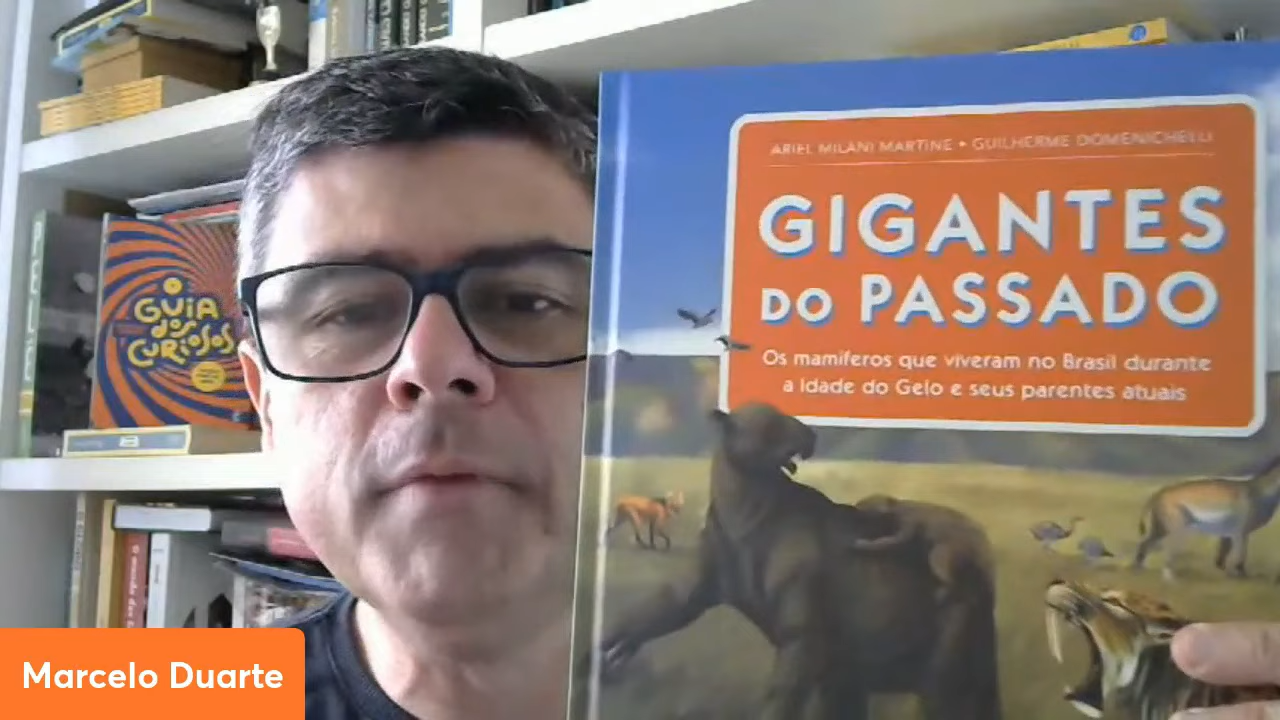 ARIEL MILANI MARTINE • GUILHERME DOMENICHELLI
GIGANTES
DO PASSADO
Os mamíferos que viveram no Brasil durante
a Idade do Gelo e seus parentes atuais
O
GUIA
dos
CURIOSOS
Marcelo Duarte